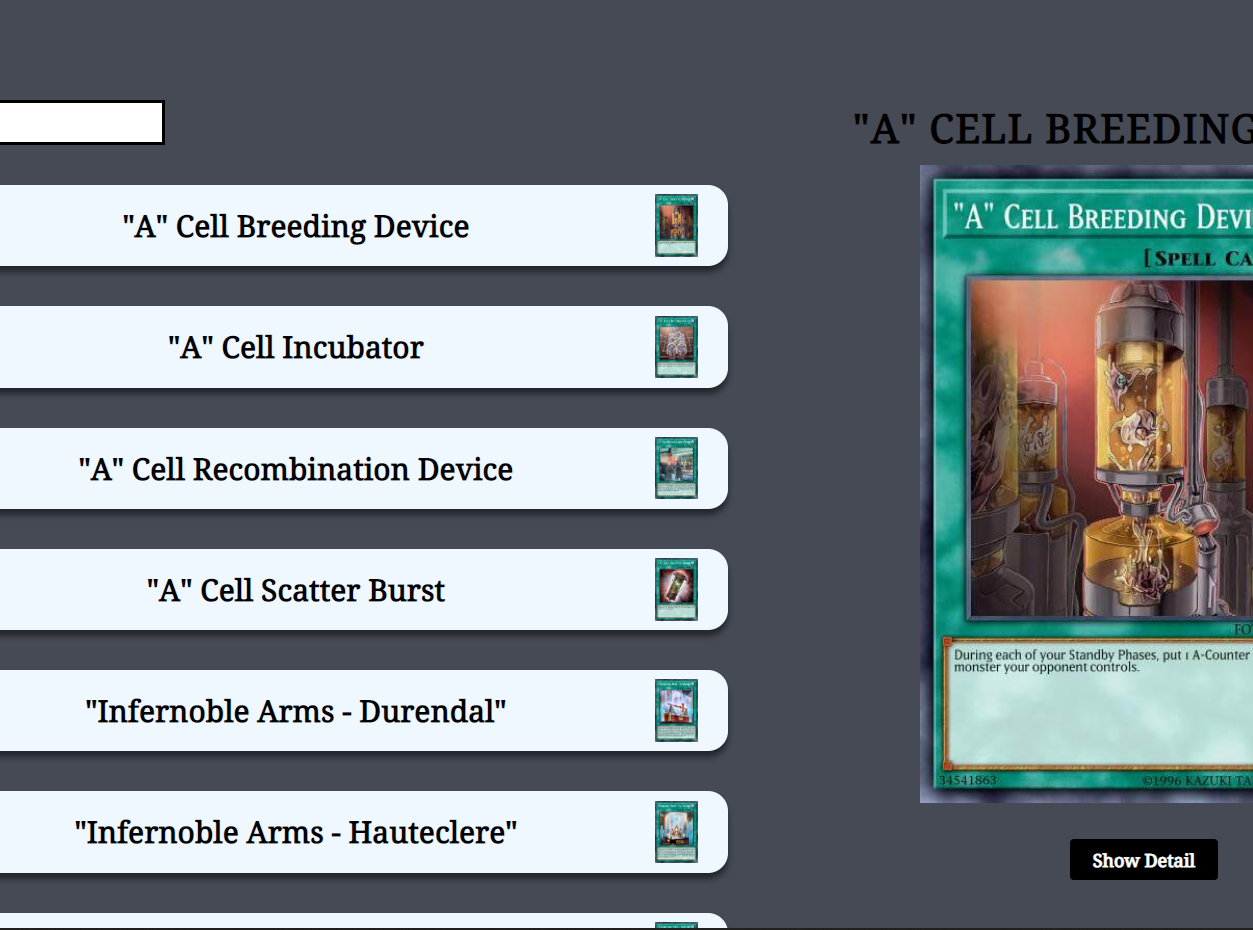 "A" CELL BREEDING
"A" Cell Breeding Device
"A" Cell Incubator
"A" Cell Recombination Device
"A" Cell Scatter Burst
"Infernoble Arms - Durendal"
"Infernoble Arms - Hauteclere"
"A" CELL BREEDING DEVI
[SPELL CA
FO
During each of your Standby Phases, put 1 A-Counter
monster your opponent controls.
34541863
©1996 KAZUKI TA
Show Detail